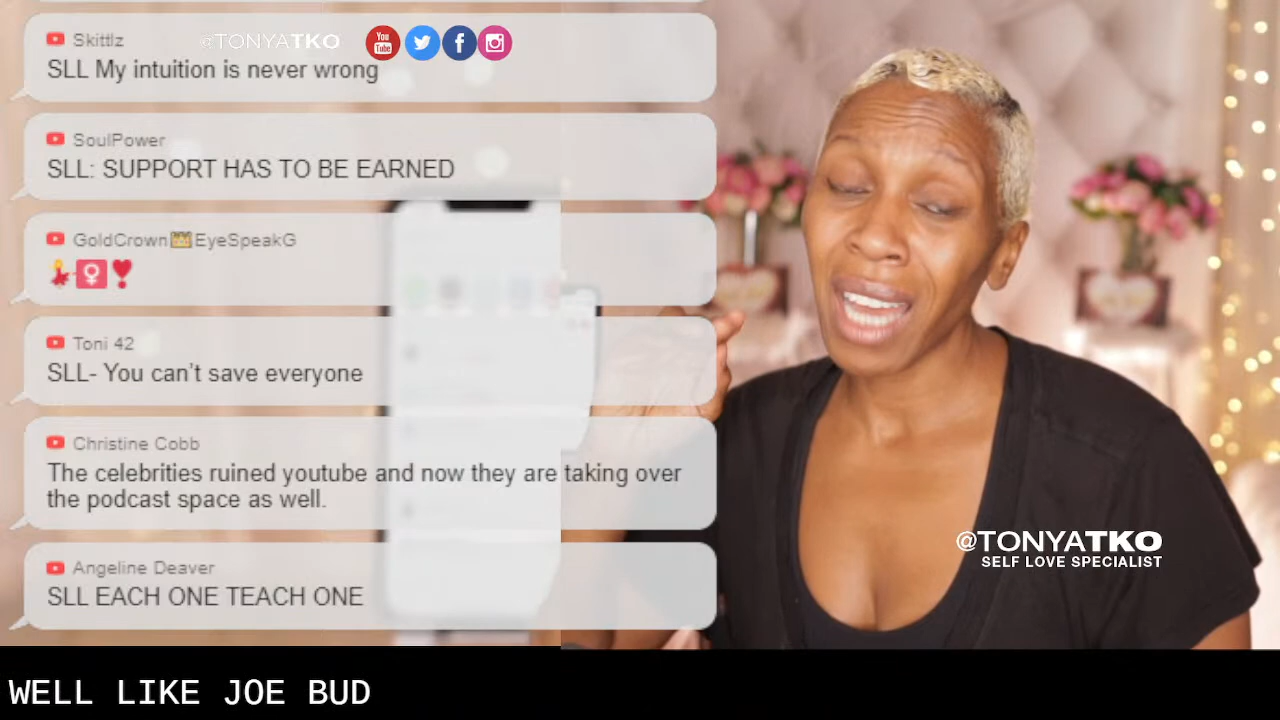 Skittlz
@TONYATKO
You Tube
SLL My intuition is never wrong
SoulPower
SLL: SUPPORT HAS TO BE EARNED
GoldCrown👑EyeSpeakG
Toni 42
SLL- You can't save everyone
Christine Cobb
The celebrities ruined youtube and now they are taking over
the podcast space as well.
Angeline Deaver
SLL EACH ONE TEACH ONE
@TONYATKO
SELF LOVE SPECIALIST
WELL LIKE JOE BUD